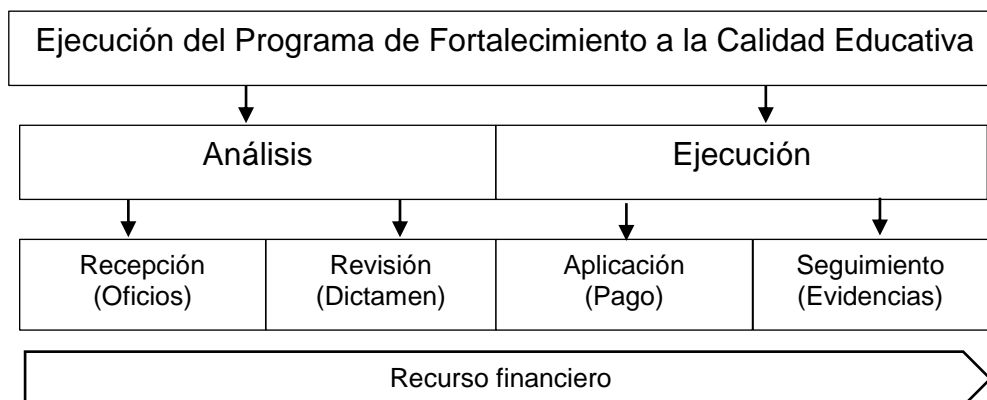 Ejecución del Programa de Fortalecimiento a la Calidad Educativa
Análisis
Ejecución
Recepción
(Oficios)
Revisión
(Dictamen)
Aplicación
(Pago)
Seguimiento
(Evidencias)
Recurso financiero